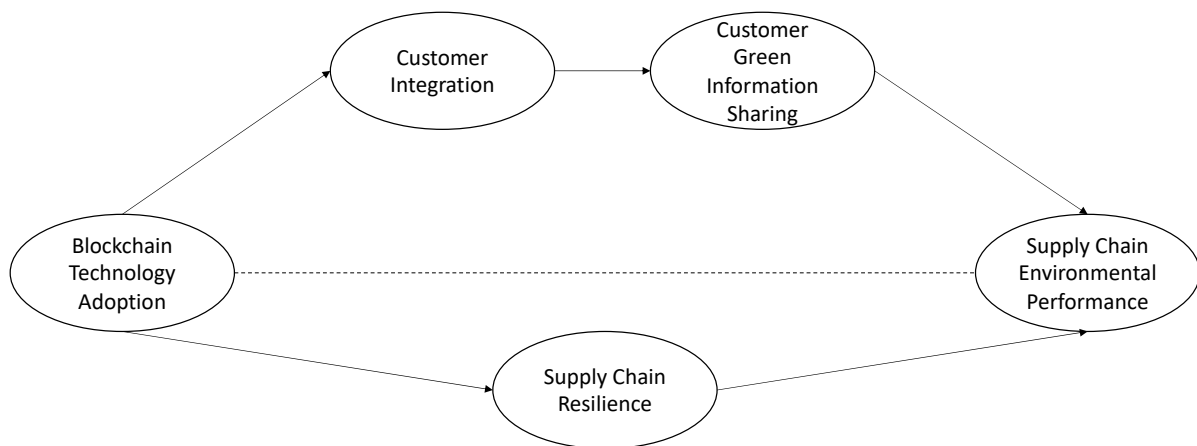 Customer
Integration
Customer
Green
Information
Sharing
Blockchain
Technology
Adoption
Supply Chain
Environmental
Performance
Supply Chain
Resilience